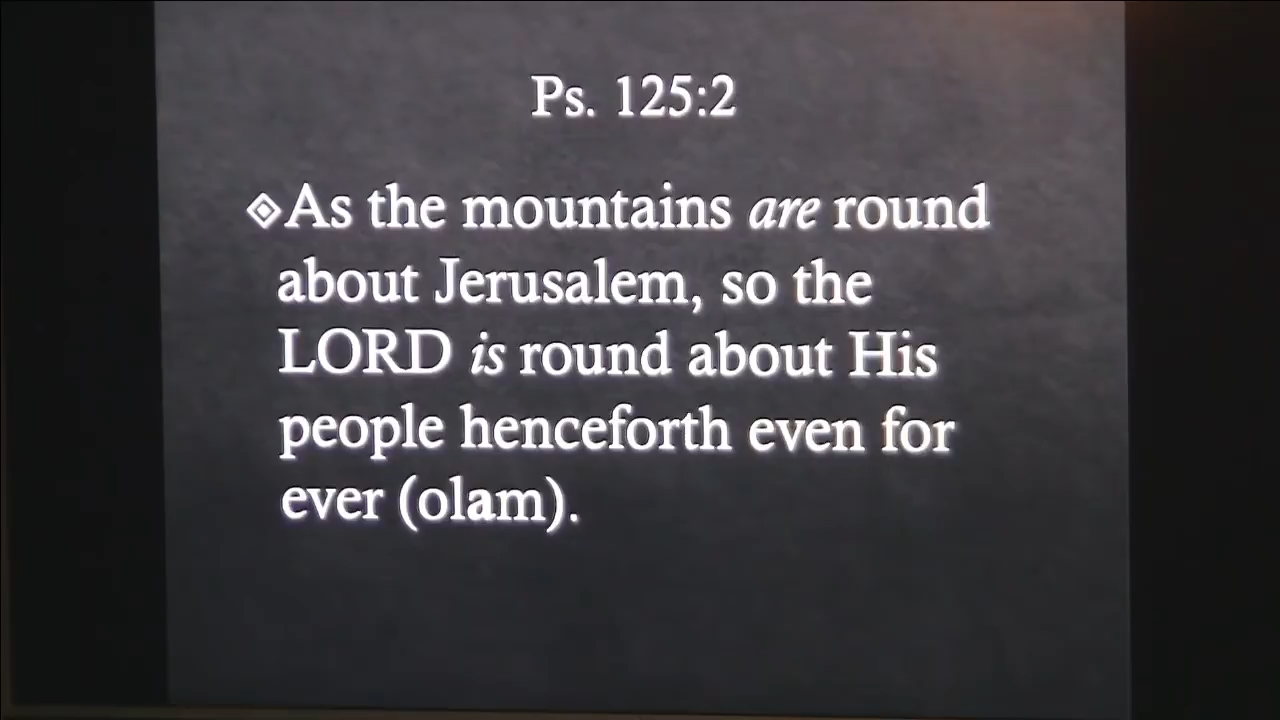 Ps. 125:2
As the mountains are round
about Jerusalem, so the
LORD is round about His
people henceforth even for
ever (olam).